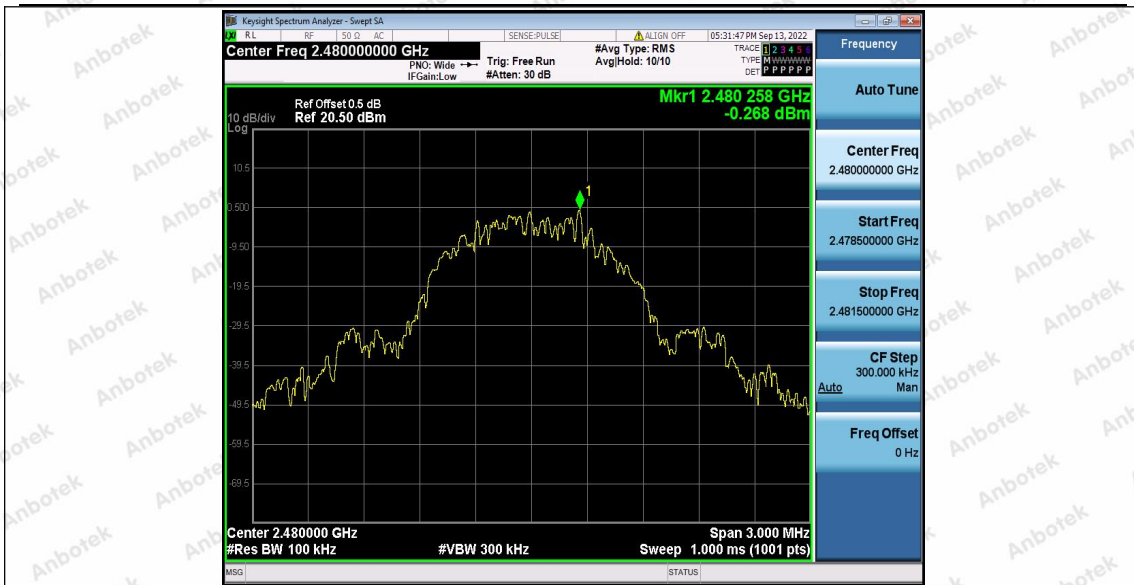 Keysight Spectrum Analyzer - Swept SA
LXI RL RF 50 Ω AC SENSE:PULSE ALIGN OFF 05:31:47 PM Sep 13, 2022
Center Freq 2.480000000 GHz
PNO: Wide
IFGain:Low
Trig: Free Run
#Atten: 30 dB
#Avg Type: RMS
Avg|Hold: 10/10
TRACE 1 2 3 4 5 6
TYPE M WWWWW
DET P P P P P P
Ref Offset 0.5 dB
10 dB/div Ref 20.50 dBm
Log
Mkr1 2.480 258 GHz
-0.268 dBm
10.5
0.500
-9.50
-19.5
-29.5
-39.5
-49.5
-59.5
-69.5
1
Center 2.480000 GHz Span 3.000 MHz
#Res BW 100 kHz #VBW 300 kHz Sweep 1.000 ms (1001 pts)
MSG STATUS
Frequency
Auto Tune
Center Freq
2.480000000 GHz
Start Freq
2.478500000 GHz
Stop Freq
2.481500000 GHz
CF Step
300.000 kHz
Auto Man
Freq Offset
0 Hz
Anbotek